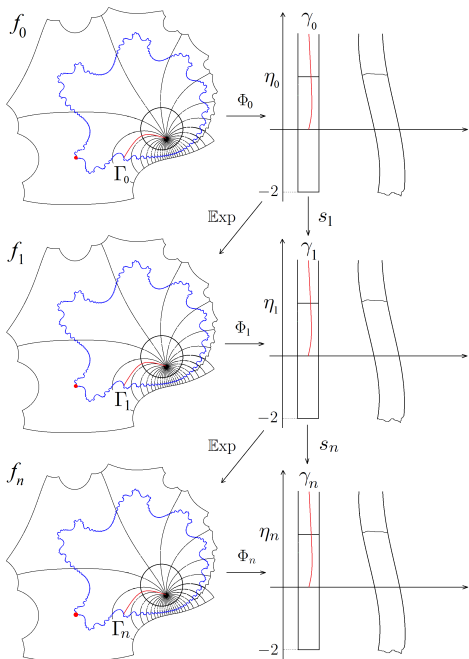 f₀ γ₀
η₀
Φ₀
Γ₀
−2
𝔼xp s₁
f₁ γ₁
η₁
Φ₁
Γ₁
−2
𝔼xp sₙ
fₙ γₙ
ηₙ
Φₙ
Γₙ
−2